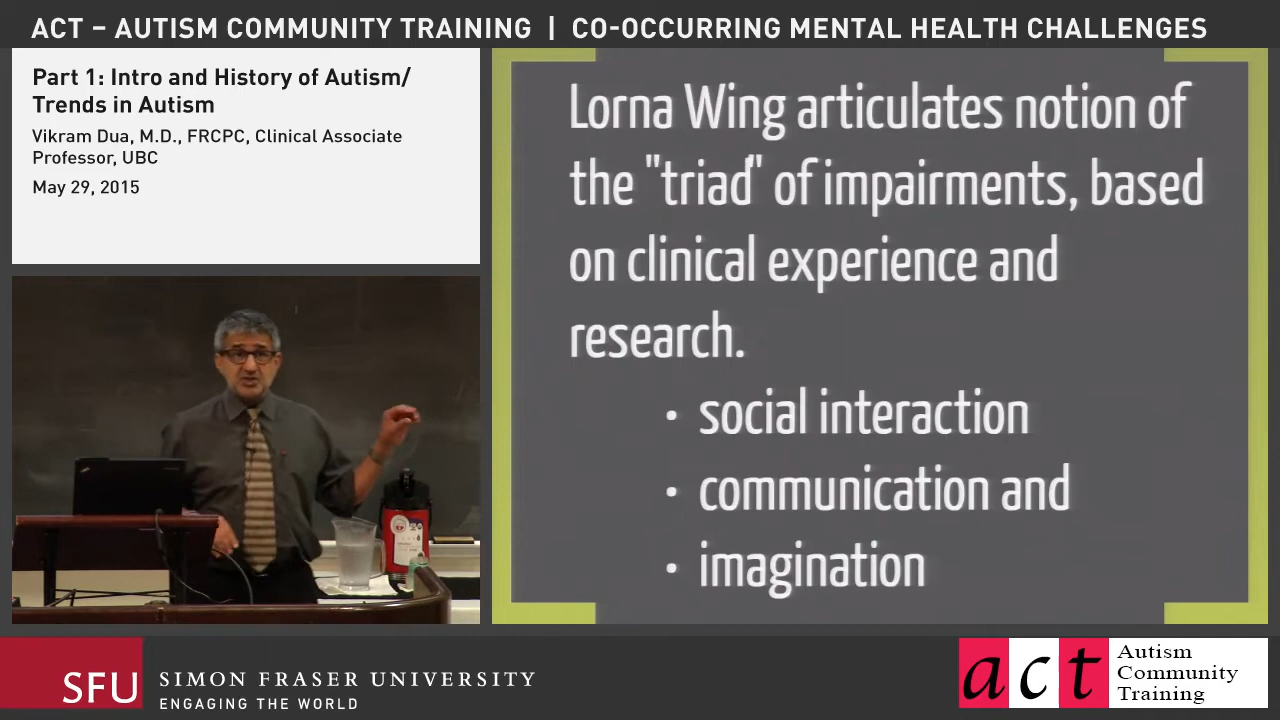 ACT – AUTISM COMMUNITY TRAINING | CO-OCCURRING MENTAL HEALTH CHALLENGES
Part 1: Intro and History of Autism/
Trends in Autism
Vikram Dua, M.D., FRCPC, Clinical Associate
Professor, UBC
May 29, 2015
Lorna Wing articulates notion of
the "triad" of impairments, based
on clinical experience and
research.
• social interaction
• communication and
• imagination
SFU
SIMON FRASER UNIVERSITY
ENGAGING THE WORLD
act
Autism
Community
Training